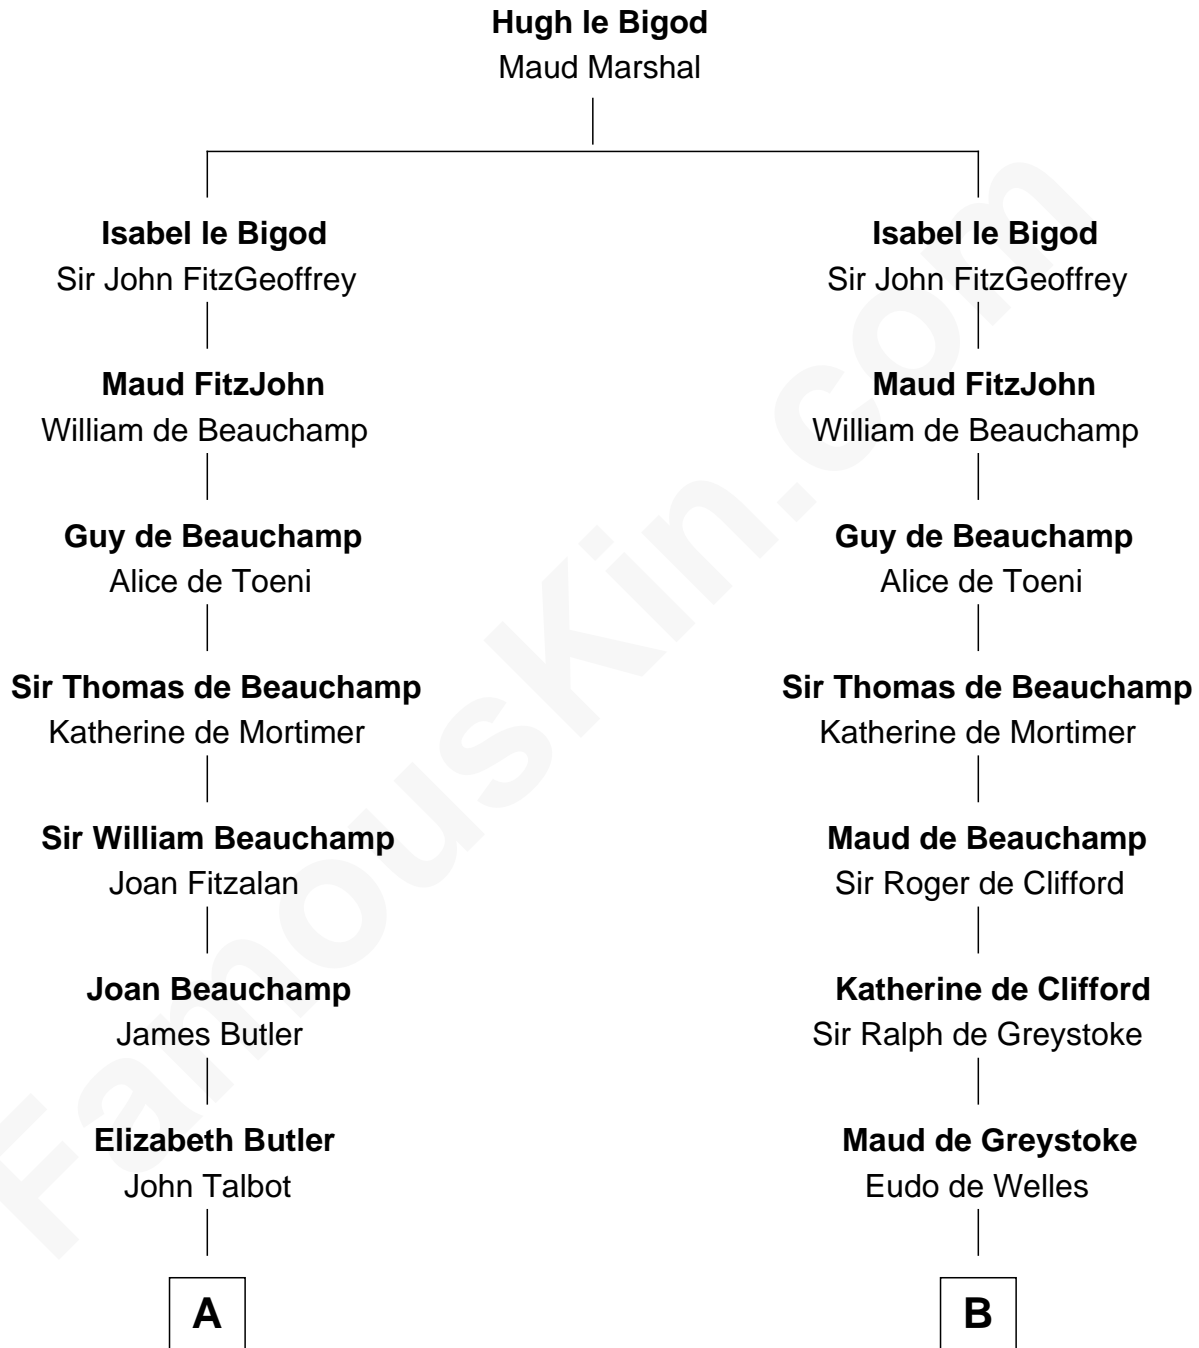 Hugh le Bigod
Maud Marshal
Isabel le Bigod
Sir John FitzGeoffrey
Isabel le Bigod
Sir John FitzGeoffrey
Maud FitzJohn
William de Beauchamp
Maud FitzJohn
William de Beauchamp
Guy de Beauchamp
Alice de Toeni
Guy de Beauchamp
Alice de Toeni
Sir Thomas de Beauchamp
Katherine de Mortimer
Sir Thomas de Beauchamp
Katherine de Mortimer
Sir William Beauchamp
Joan Fitzalan
Maud de Beauchamp
Sir Roger de Clifford
Joan Beauchamp
James Butler
Katherine de Clifford
Sir Ralph de Greystoke
Elizabeth Butler
John Talbot
Maud de Greystoke
Eudo de Welles
A
B
FamousKin.com